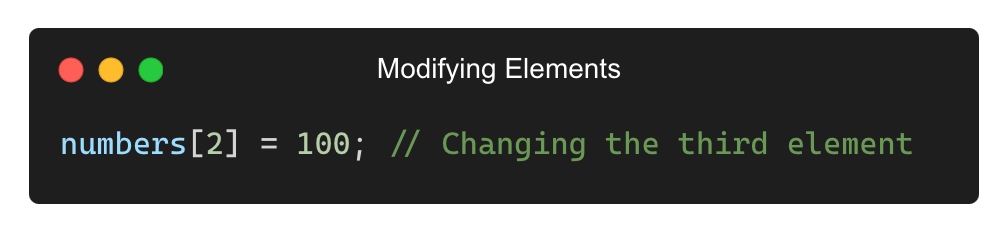 Modifying Elements
numbers[2] = 100; // Changing the third element